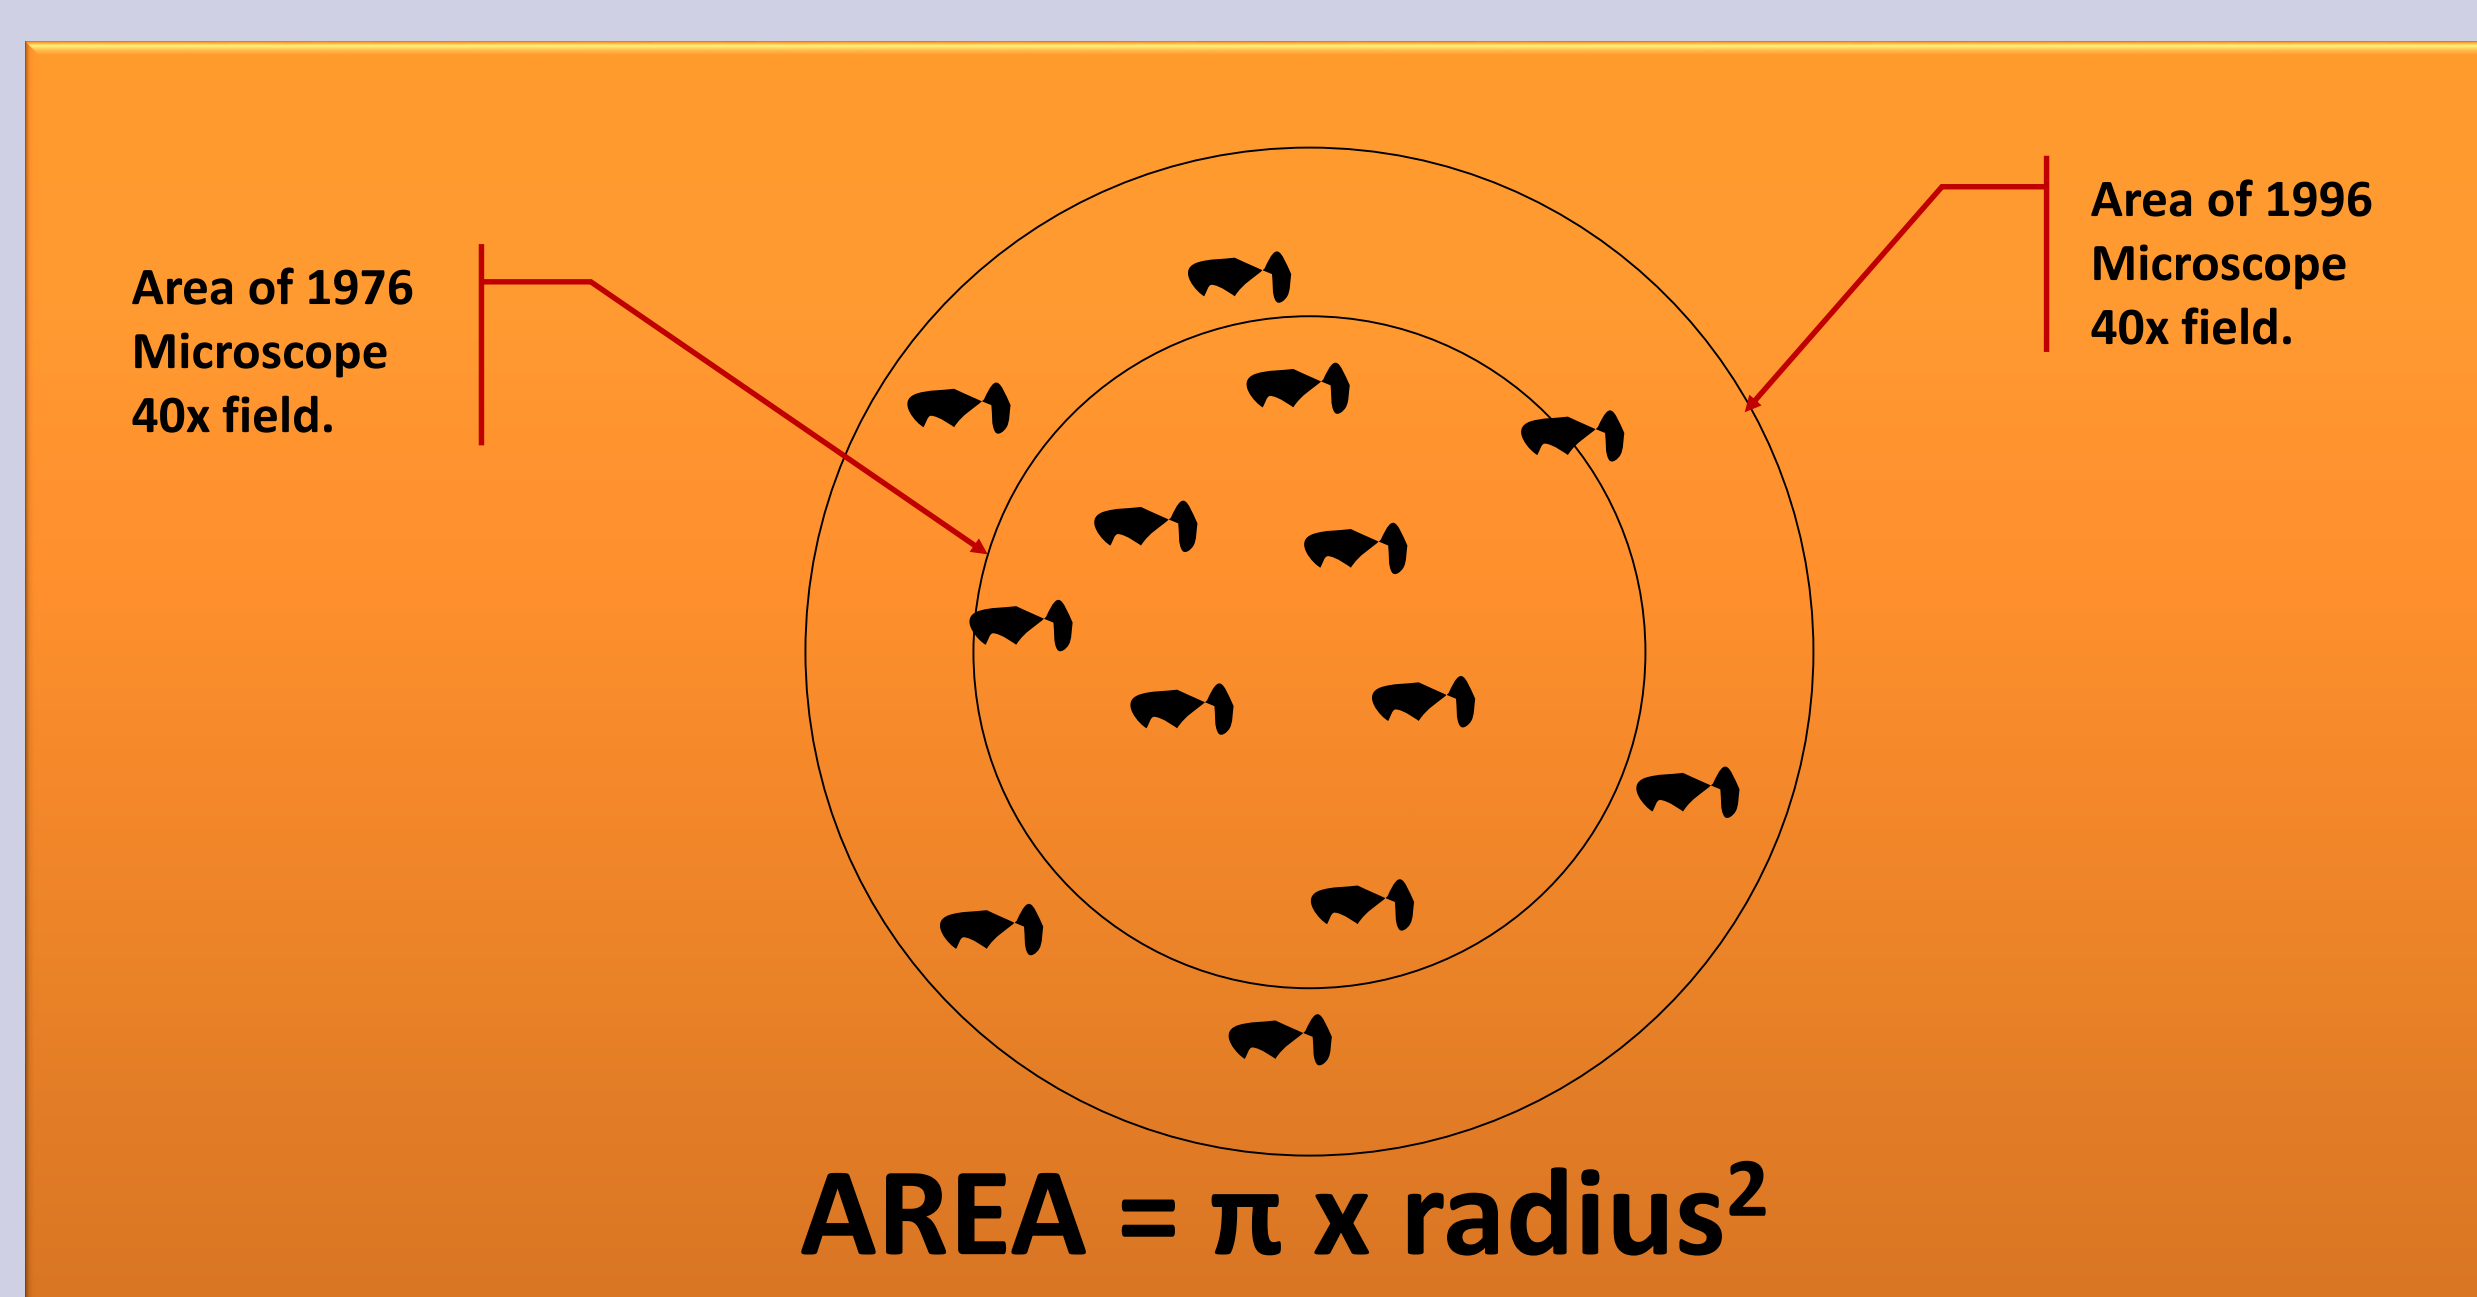 Area of 1976
Microscope
40x field.
Area of 1996
Microscope
40x field.
AREA = π x radius²